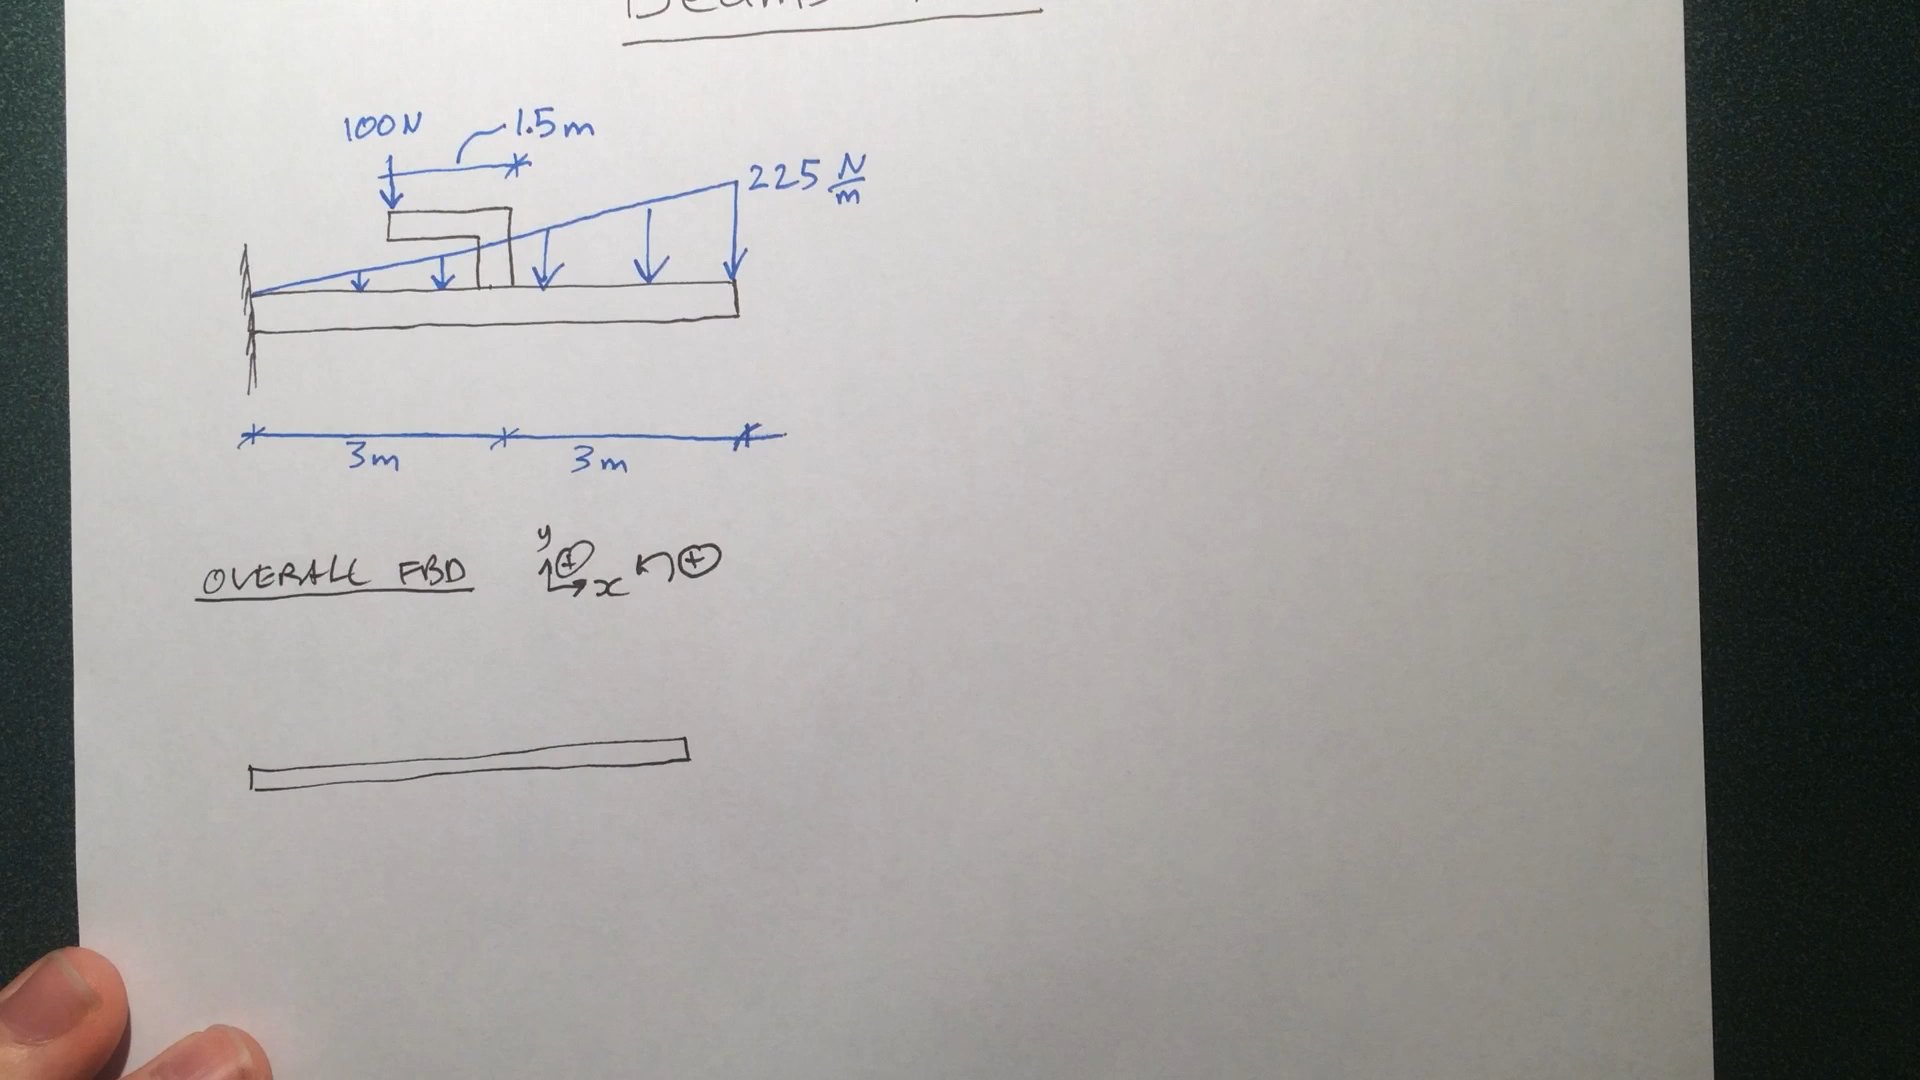 100N
1.5m
225 N/m
3m
3m
OVERALL FBD y + x +